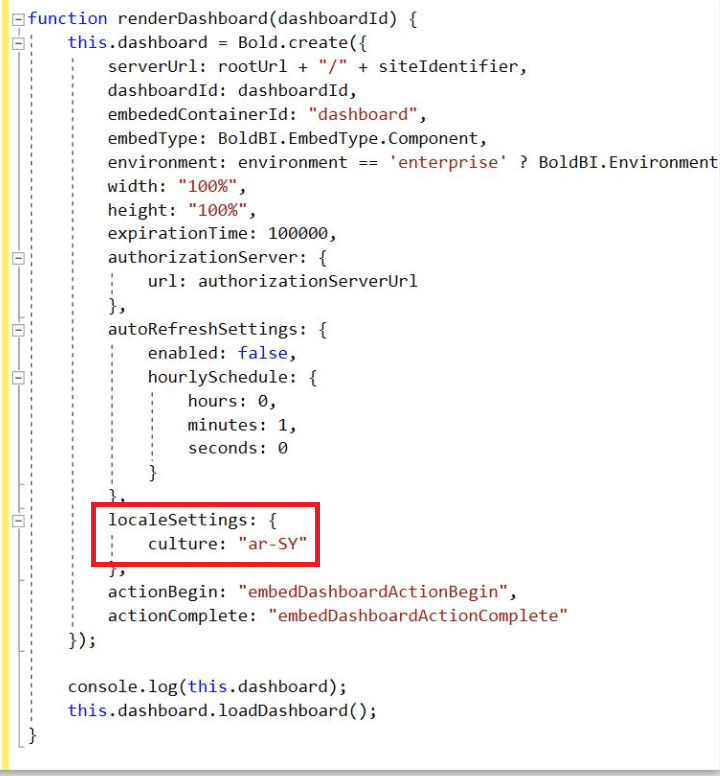 function renderDashboard(dashboardId) {
this.dashboard = Bold.create({
serverUrl: rootUrl + "/" + siteIdentifier,
dashboardId: dashboardId,
embededContainerId: "dashboard",
embedType: BoldBI.EmbedType.Component,
environment: environment == 'enterprise' ? BoldBI.Environment
width: "100%",
height: "100%",
expirationTime: 100000,
authorizationServer: {
url: authorizationServerUrl
},
autoRefreshSettings: {
enabled: false,
hourlySchedule: {
hours: 0,
minutes: 1,
seconds: 0
}
},
localeSettings: {
culture: "ar-SY"
},
actionBegin: "embedDashboardActionBegin",
actionComplete: "embedDashboardActionComplete"
});
console.log(this.dashboard);
this.dashboard.loadDashboard();
}